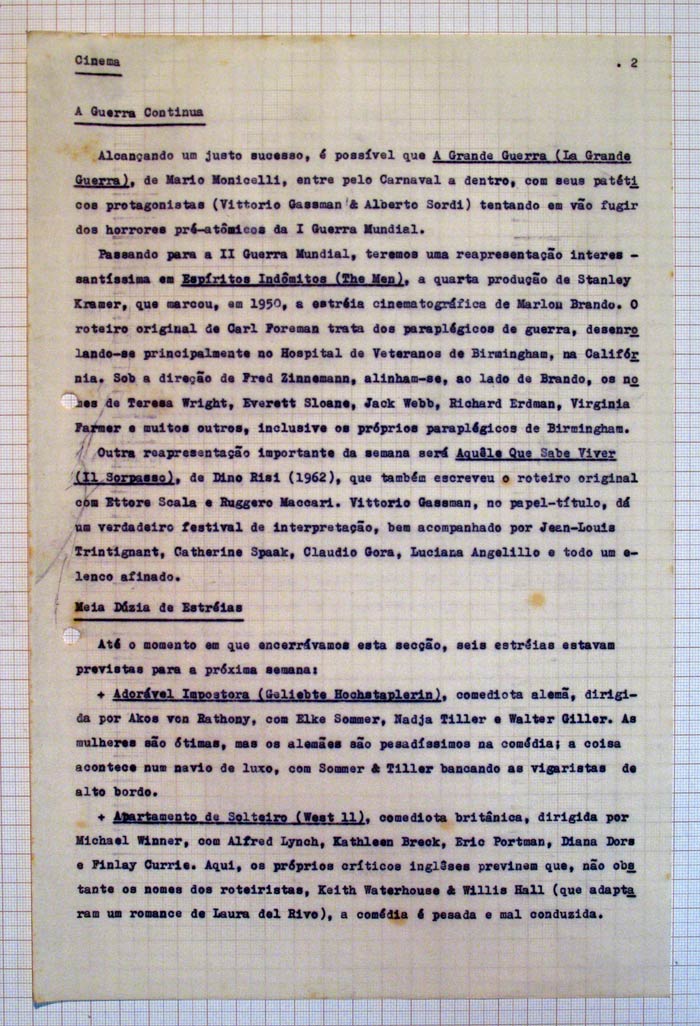 Cinema . 2
A Guerra Continua
Alcançando um justo sucesso, é possível que A Grande Guerra (La Grande
Guerra), de Mario Monicelli, entre pelo Carnaval a dentro, com seus patéti
cos protagonistas (Vittorio Gassman & Alberto Sordi) tentando em vão fugir
dos horrores pré-atômicos da I Guerra Mundial.
Passando para a II Guerra Mundial, teremos uma reapresentação interes -
santíssima em Espíritos Indômitos (The Men), a quarta produção de Stanley
Kramer, que marcou, em 1950, a estréia cinematográfica de Marlon Brando. O
roteiro original de Carl Foreman trata dos paraplégicos de guerra, desenro
lando-se principalmente no Hospital de Veteranos de Birmingham, na Califór
nia. Sob a direção de Fred Zinnemann, alinham-se, ao lado de Brando, os no
mes de Teresa Wright, Everett Sloane, Jack Webb, Richard Erdman, Virginia
Farmer e muitos outros, inclusive os próprios paraplégicos de Birmingham.
Outra reapresentação importante da semana será Aquêle Que Sabe Viver
(Il Sorpasso), de Dino Risi (1962), que também escreveu o roteiro original
com Ettore Scala e Ruggero Maccari. Vittorio Gassman, no papel-título, dá
um verdadeiro festival de interpretação, bem acompanhado por Jean-Louis
Trintignant, Catherine Spaak, Claudio Gora, Luciana Angelillo e todo um e-
lenco afinado.
Meia Dúzia de Estréias
Até o momento em que encerrávamos esta secção, seis estréias estavam
previstas para a próxima semana:
+ Adorável Impostora (Geliebte Hochstaplerin), comediota alemã, dirigi-
da por Akos von Rathony, com Elke Sommer, Nadja Tiller e Walter Giller. As
mulheres são ótimas, mas os alemães são pesadíssimos na comédia; a coisa
acontece num navio de luxo, com Sommer & Tiller bancando as vigaristas de
alto bordo.
+ Apartamento de Solteiro (West 11), comediota britânica, dirigida por
Michael Winner, com Alfred Lynch, Kathleen Breck, Eric Portman, Diana Dors
e Finlay Currie. Aqui, os próprios críticos inglêses previnem que, não obs
tante os nomes dos roteiristas, Keith Waterhouse & Willis Hall (que adapta
ram um romance de Laura del Rivo), a comédia é pesada e mal conduzida.